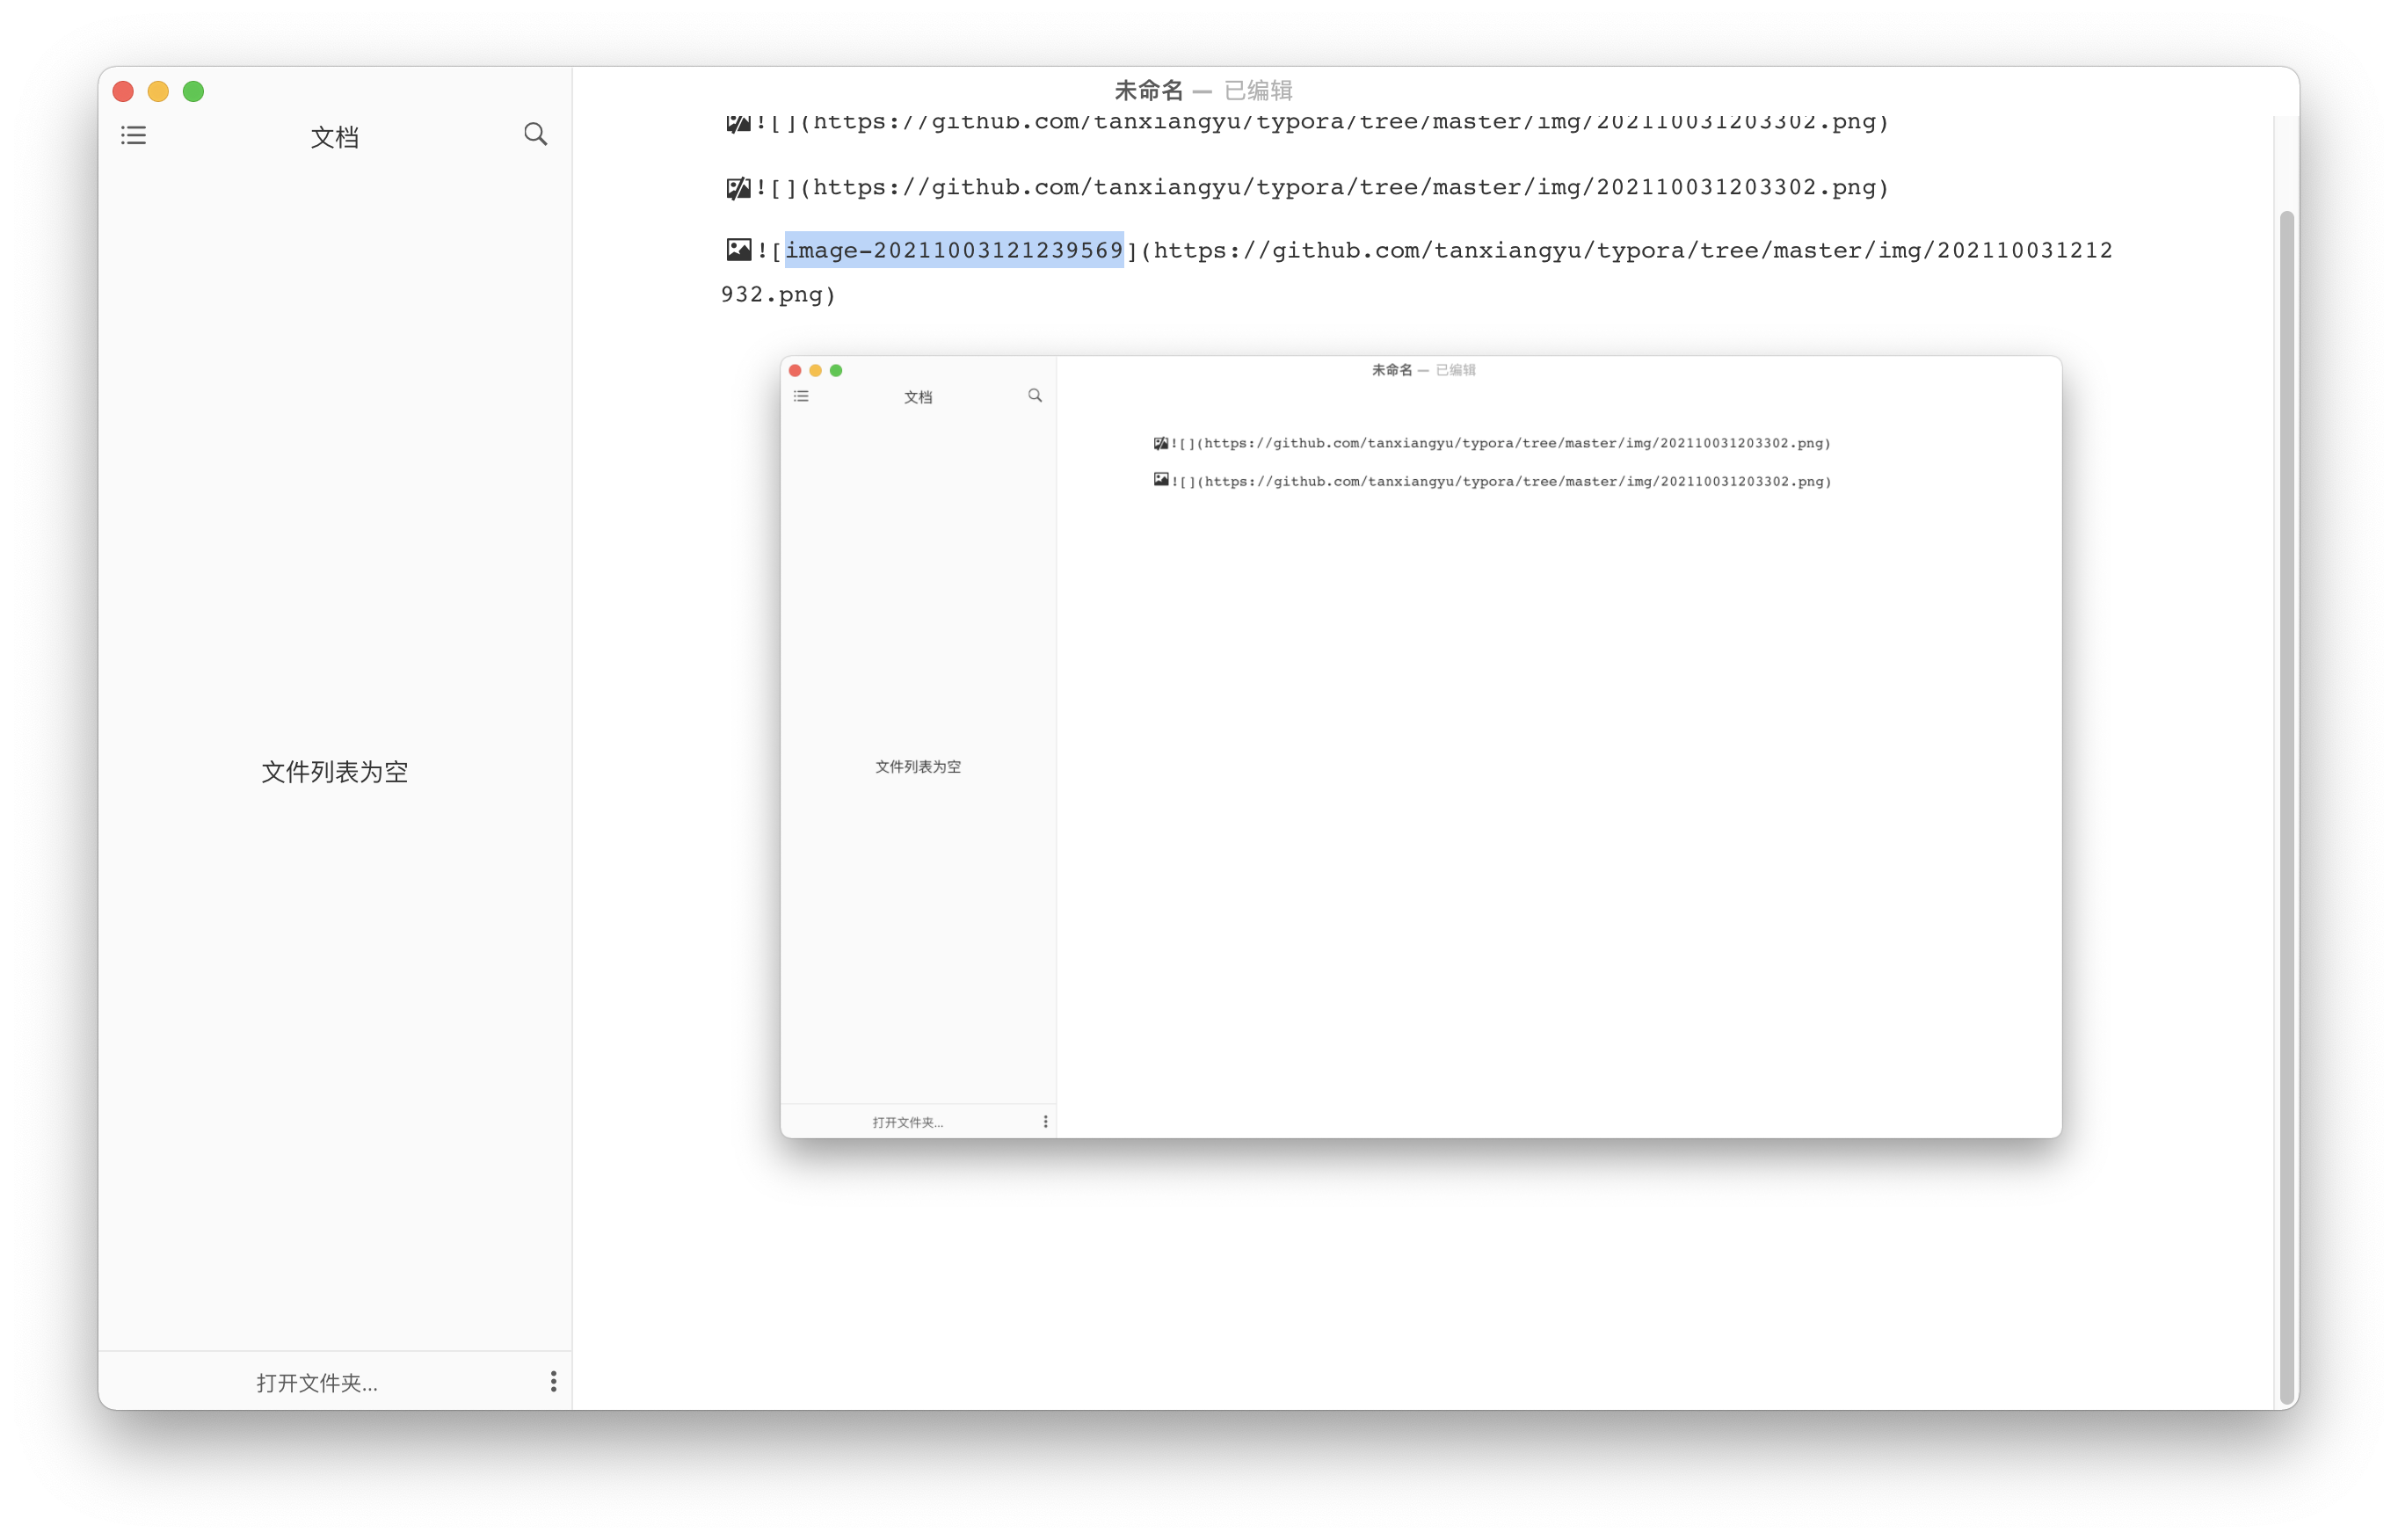 未命名 — 已编辑
文档
![](https://github.com/tanxiangyu/typora/tree/master/img/202110031203302.png)
![](https://github.com/tanxiangyu/typora/tree/master/img/202110031203302.png)
![image-20211003121239569](https://github.com/tanxiangyu/typora/tree/master/img/202110031212
932.png)
未命名 — 已编辑
文档
![](https://github.com/tanxiangyu/typora/tree/master/img/202110031203302.png)
![](https://github.com/tanxiangyu/typora/tree/master/img/202110031203302.png)
文件列表为空
打开文件夹...
文件列表为空
打开文件夹...